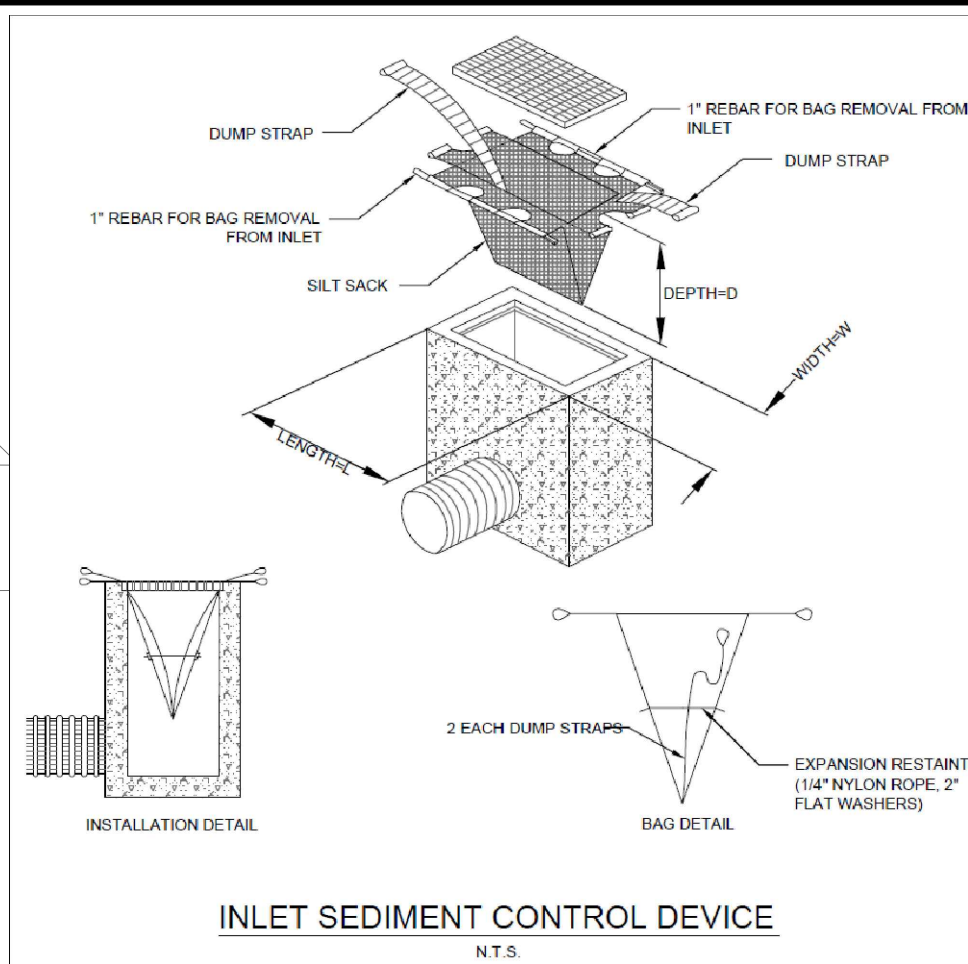 DUMP STRAP
1" REBAR FOR BAG REMOVAL FROM
INLET
DUMP STRAP
1" REBAR FOR BAG REMOVAL
FROM INLET
SILT SACK
DEPTH=D
WIDTH=W
LENGTH=L
2 EACH DUMP STRAPS
EXPANSION RESTAINT
(1/4" NYLON ROPE, 2"
FLAT WASHERS)
INSTALLATION DETAIL
BAG DETAIL
INLET SEDIMENT CONTROL DEVICE
N.T.S.